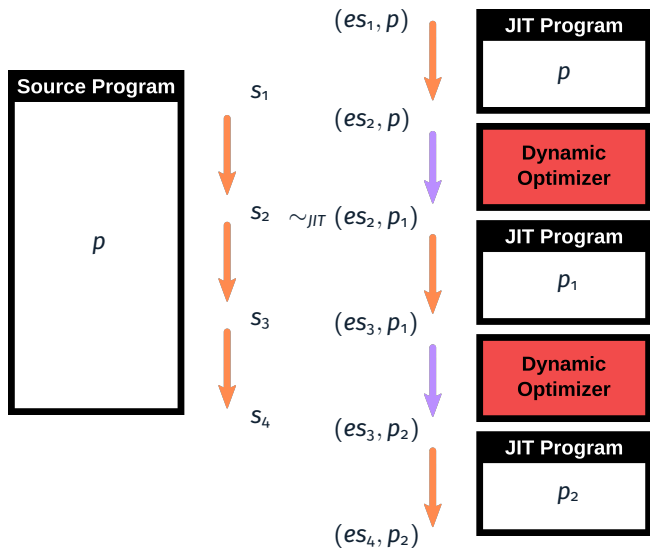 Source Program
p
s₁
s₂
s₃
s₄
∼JIT
(es₁, p)
(es₂, p)
(es₂, p₁)
(es₃, p₁)
(es₃, p₂)
(es₄, p₂)
JIT Program
p
Dynamic
Optimizer
JIT Program
p₁
Dynamic
Optimizer
JIT Program
p₂